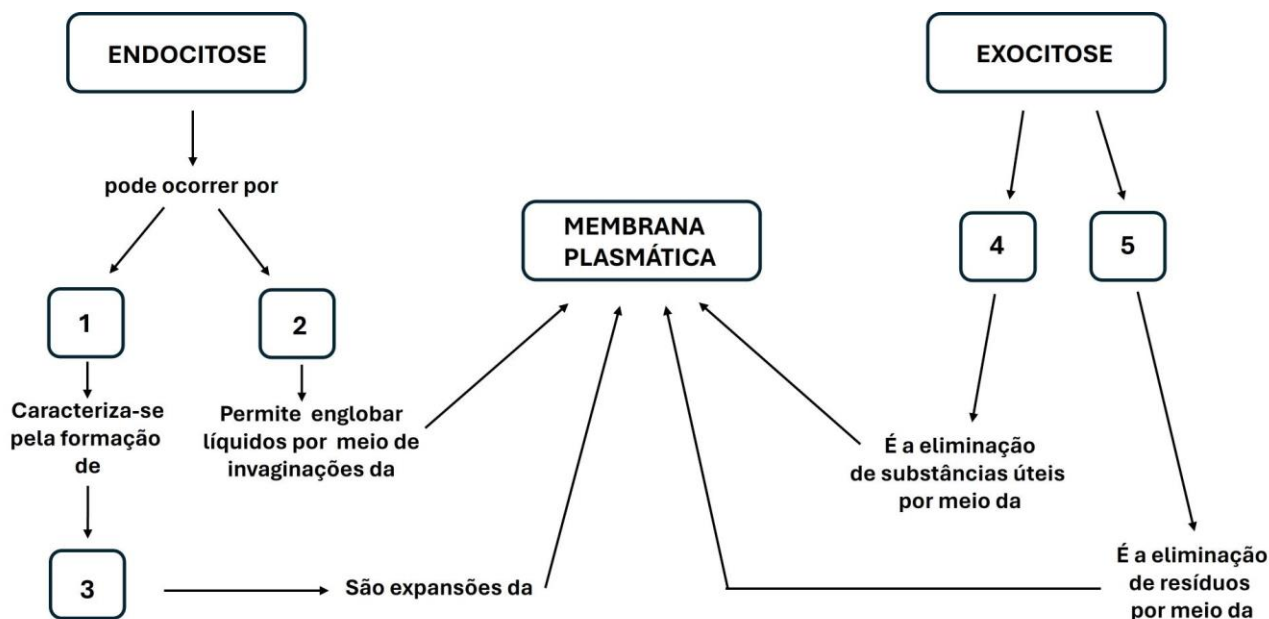 ENDOCITOSE
EXOCITOSE
pode ocorrer por
MEMBRANA
PLASMÁTICA
4
5
1
2
Caracteriza-se
pela formação
de
Permite englobar
líquidos por meio de
invaginações da
É a eliminação
de substâncias úteis
por meio da
3
São expansões da
É a eliminação
de resíduos
por meio da